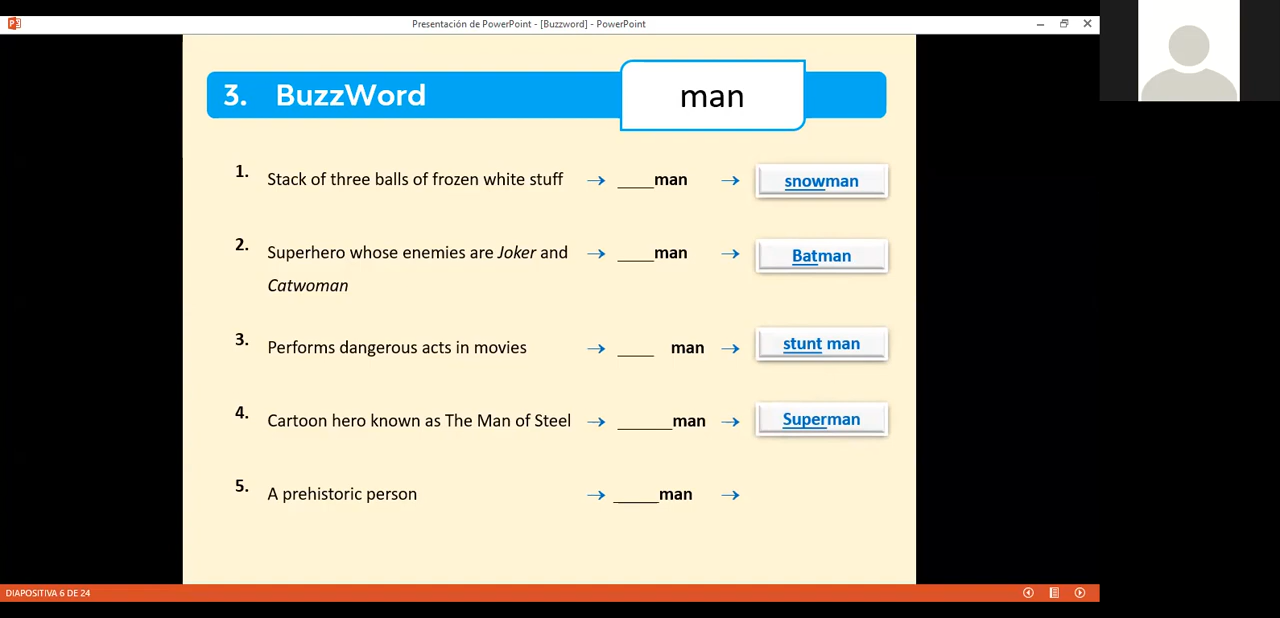 Presentación de PowerPoint - [Buzzword] - PowerPoint
3. BuzzWord man
1. Stack of three balls of frozen white stuff → ____man → snowman
2. Superhero whose enemies are Joker and → ____man → Batman
Catwoman
3. Performs dangerous acts in movies → ____ man → stunt man
4. Cartoon hero known as The Man of Steel → ______man → Superman
5. A prehistoric person → _____man →
DIAPOSITIVA 6 DE 24